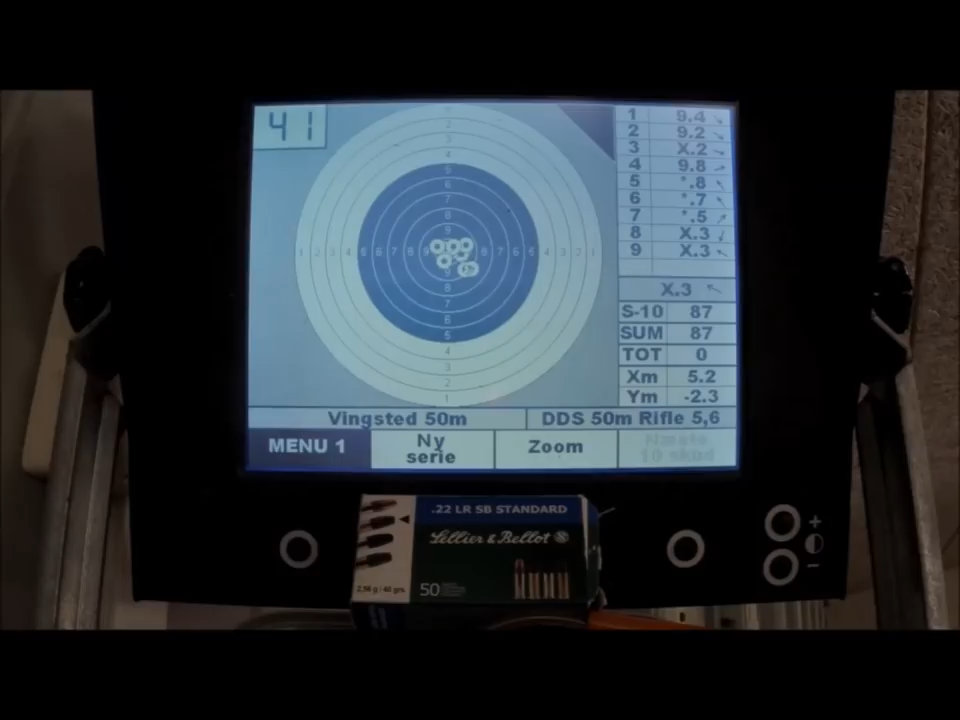 41
1 9.4
2 9.2
3 X.2
4 9.8
5 *.8
6 *.7
7 *.5
8 X.3
9 X.3
X.3
S-10 87
SUM 87
TOT 0
Xm 5.2
Ym -2.3
Vingsted 50m DDS 50m Rifle 5,6
MENU 1 Ny serie Zoom
.22 LR SB STANDARD
Sellier & Bellot
50